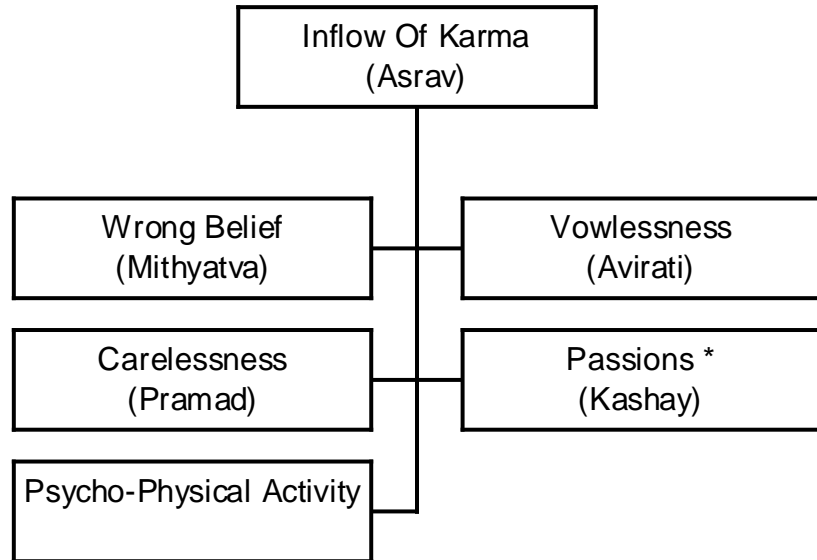 Inflow Of Karma
(Asrav)
Wrong Belief
(Mithyatva)
Vowlessness
(Avirati)
Carelessness
(Pramad)
Passions *
(Kashay)
Psycho-Physical Activity